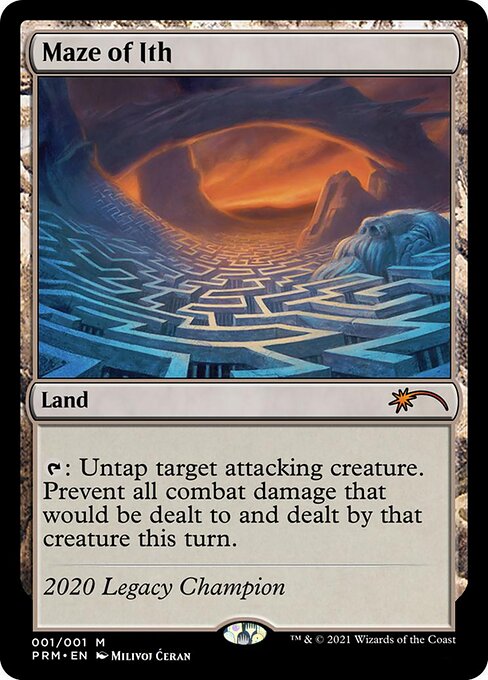 Maze of Ith
Land
: Untap target attacking creature.
Prevent all combat damage that
would be dealt to and dealt by that
creature this turn.
2020 Legacy Champion
001/001 M
PRM • EN Milivoj Ćeran
™ & © 2021 Wizards of the Coast